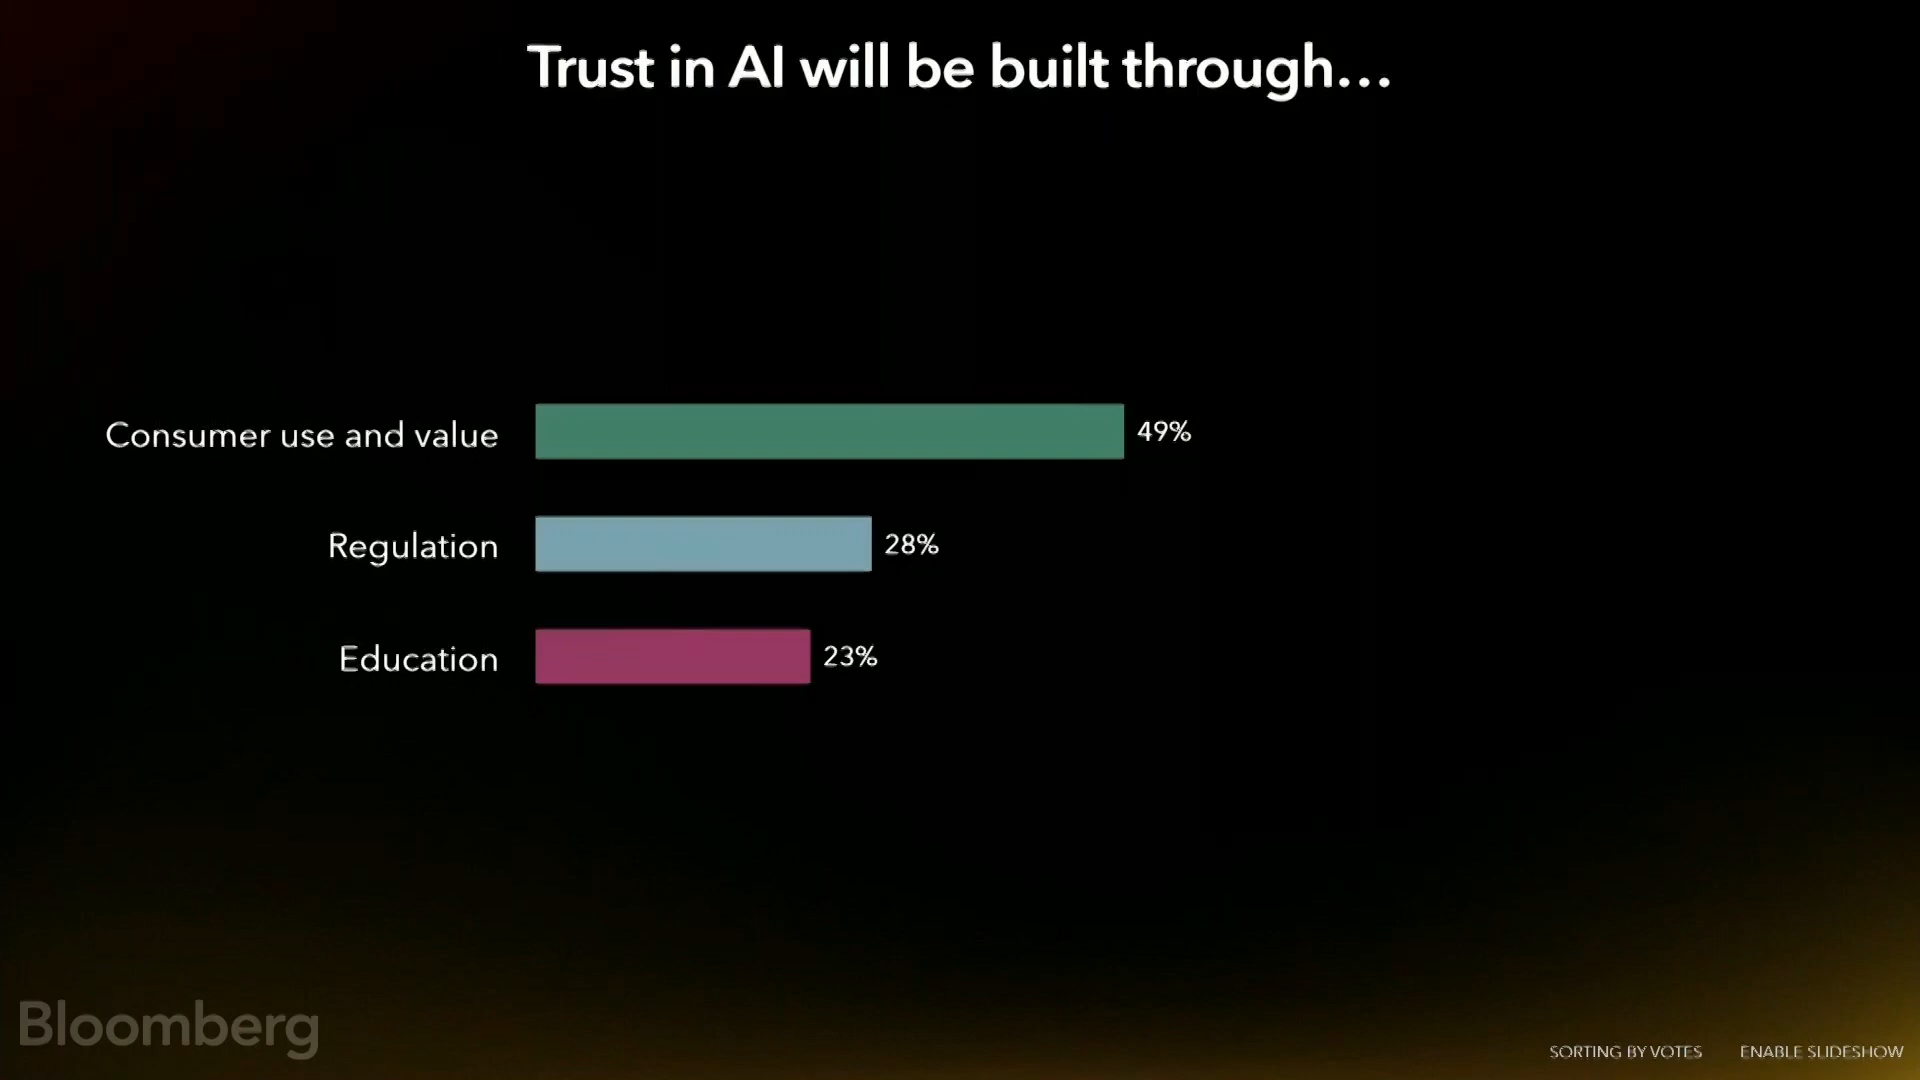 Trust in AI will be built through...
Consumer use and value
49%
Regulation
28%
Education
23%
Bloomberg
SORTING BY VOTES
ENABLE SLIDESHOW